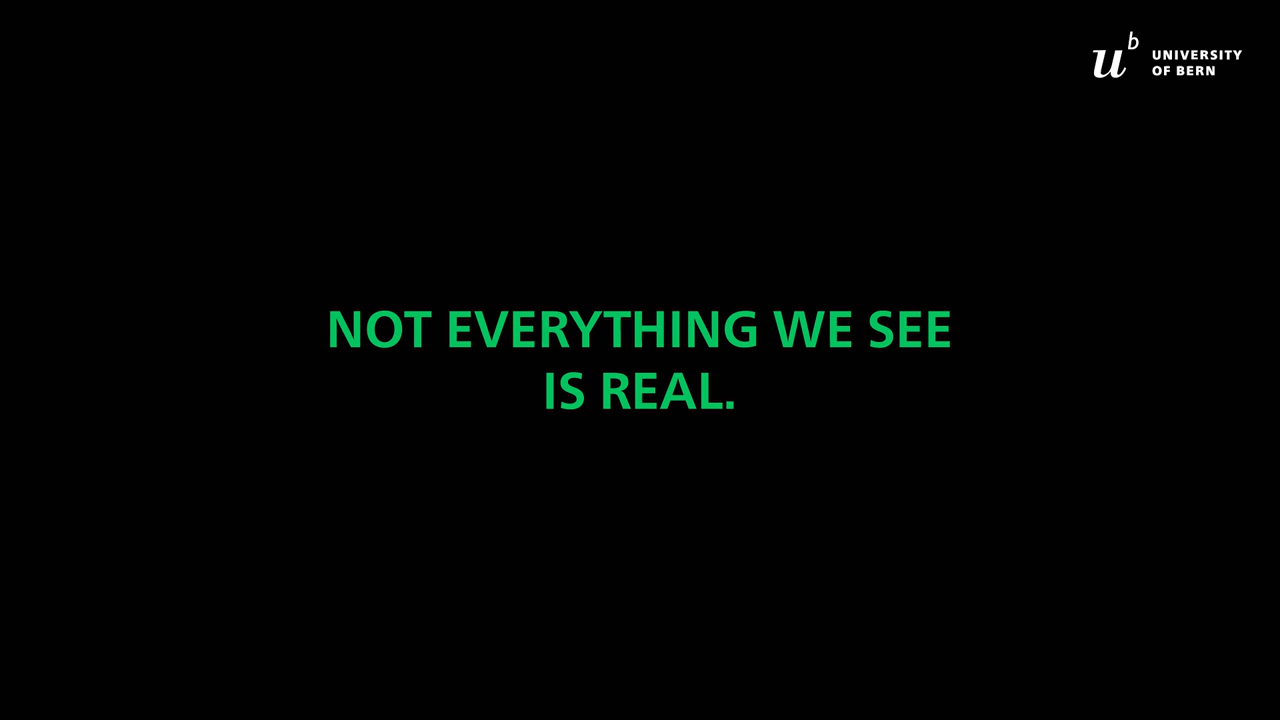 u b
UNIVERSITY
OF BERN
NOT EVERYTHING WE SEE
IS REAL.